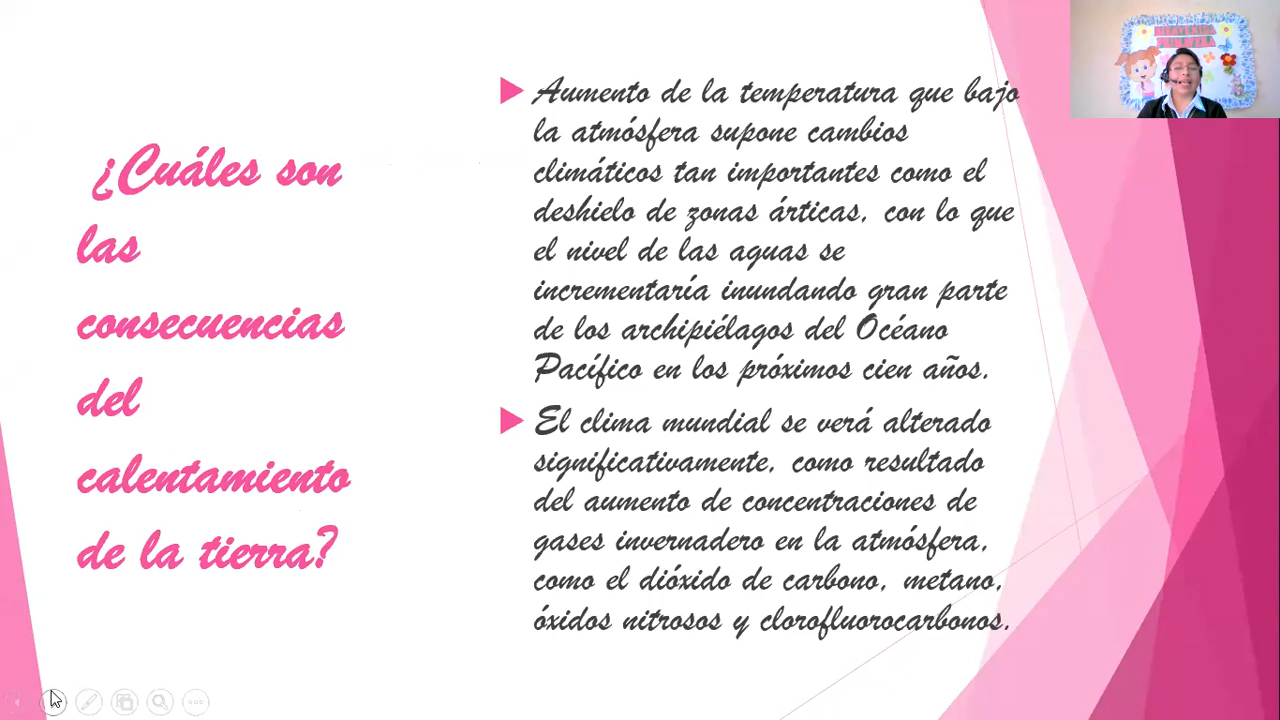 ¿Cuáles son
las
consecuencias
del
calentamiento
de la tierra?
Aumento de la temperatura que bajo
la atmósfera supone cambios
climáticos tan importantes como el
deshielo de zonas árticas, con lo que
el nivel de las aguas se
incrementaría inundando gran parte
de los archipiélagos del Océano
Pacífico en los próximos cien años.
El clima mundial se verá alterado
significativamente, como resultado
del aumento de concentraciones de
gases invernadero en la atmósfera,
como el dióxido de carbono, metano,
óxidos nitrosos y clorofluorocarbonos.
BIENVENIDA
PRIMAVERA